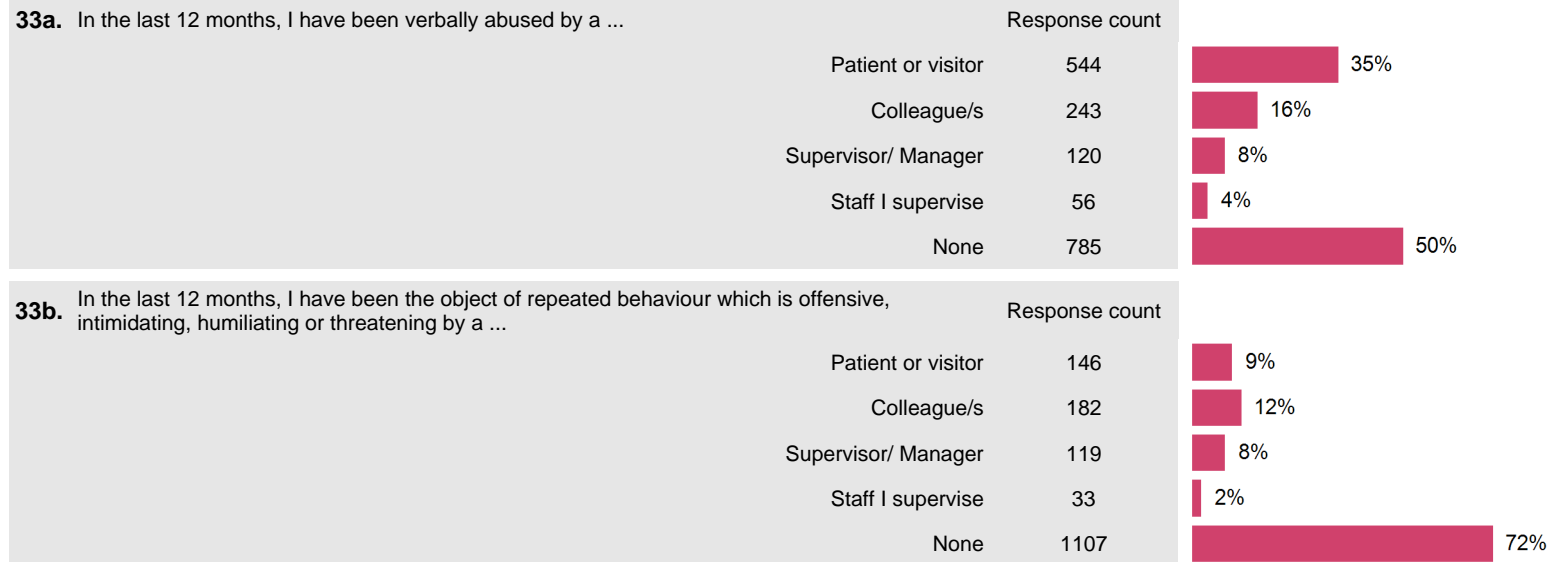 33a. In the last 12 months, I have been verbally abused by a ... Response count
Patient or visitor 544 35%
Colleague/s 243 16%
Supervisor/ Manager 120 8%
Staff I supervise 56 4%
None 785 50%
33b. In the last 12 months, I have been the object of repeated behaviour which is offensive,
intimidating, humiliating or threatening by a ... Response count
Patient or visitor 146 9%
Colleague/s 182 12%
Supervisor/ Manager 119 8%
Staff I supervise 33 2%
None 1107 72%